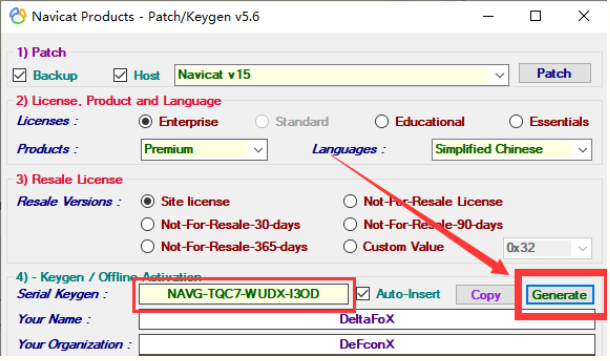 Navicat Products - Patch/Keygen v5.6
1) Patch
Backup Host Navicat v15 Patch
2) License, Product and Language
Licenses : Enterprise Standard Educational Essentials
Products : Premium Languages : Simplified Chinese
3) Resale License
Resale Versions : Site license Not-For-Resale License
Not-For-Resale-30-days Not-For-Resale-90-days
Not-For-Resale-365-days Custom Value 0x32
4) - Keygen / Offline Activation
Serial Keygen : NAVG-TQC7-WUDX-I3OD Auto-Insert Copy Generate
Your Name : DeltaFoX
Your Organization : DeFconX